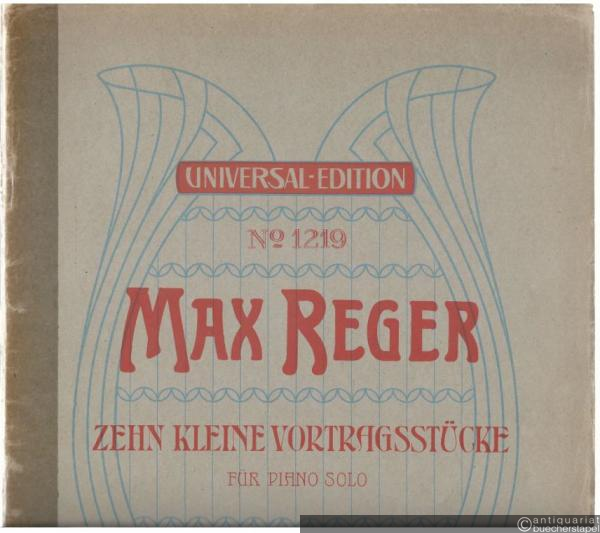 UNIVERSAL-EDITION
Nº 1219
MAX REGER
ZEHN KLEINE VORTRAGSSTÜCKE
FÜR PIANO SOLO
antiquariat
buecherstapel